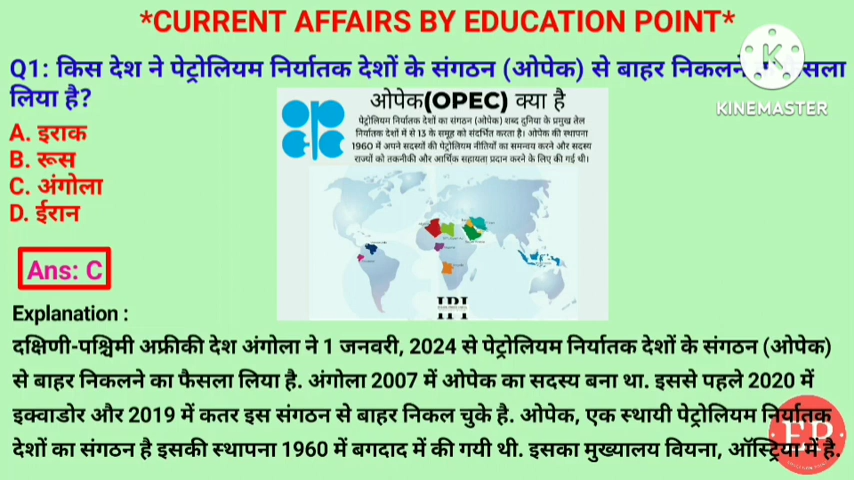 *CURRENT AFFAIRS BY EDUCATION POINT*
Q1: किस देश ने पेट्रोलियम निर्यातक देशों के संगठन (ओपेक) से बाहर निकलने
लिया है?
A. इराक
B. रूस
C. अंगोला
D. ईरान
Ans: C
KINEMASTER
ओपेक(OPEC) क्या है
पेट्रोलियम निर्यातक देशों का संगठन (ओपेक) शब्द दुनिया के प्रमुख तेल
निर्यातक देशों में से 13 के समूह को संदर्भित करता है। ओपेक की स्थापना
1960 में अपने सदस्यों की पेट्रोलियम नीतियों का समन्वय करने और सदस्य
राज्यों को तकनीकी और आर्थिक सहायता प्रदान करने के लिए की गई थी।
Explanation :
दक्षिणी-पश्चिमी अफ्रीकी देश अंगोला ने 1 जनवरी, 2024 से पेट्रोलियम निर्यातक देशों के संगठन (ओपेक)
से बाहर निकलने का फैसला लिया है. अंगोला 2007 में ओपेक का सदस्य बना था. इससे पहले 2020 में
इक्वाडोर और 2019 में कतर इस संगठन से बाहर निकल चुके है. ओपेक, एक स्थायी पेट्रोलियम निर्यातक
देशों का संगठन है इसकी स्थापना 1960 में बगदाद में की गयी थी. इसका मुख्यालय वियना, ऑस्ट्रिया में है.
EP